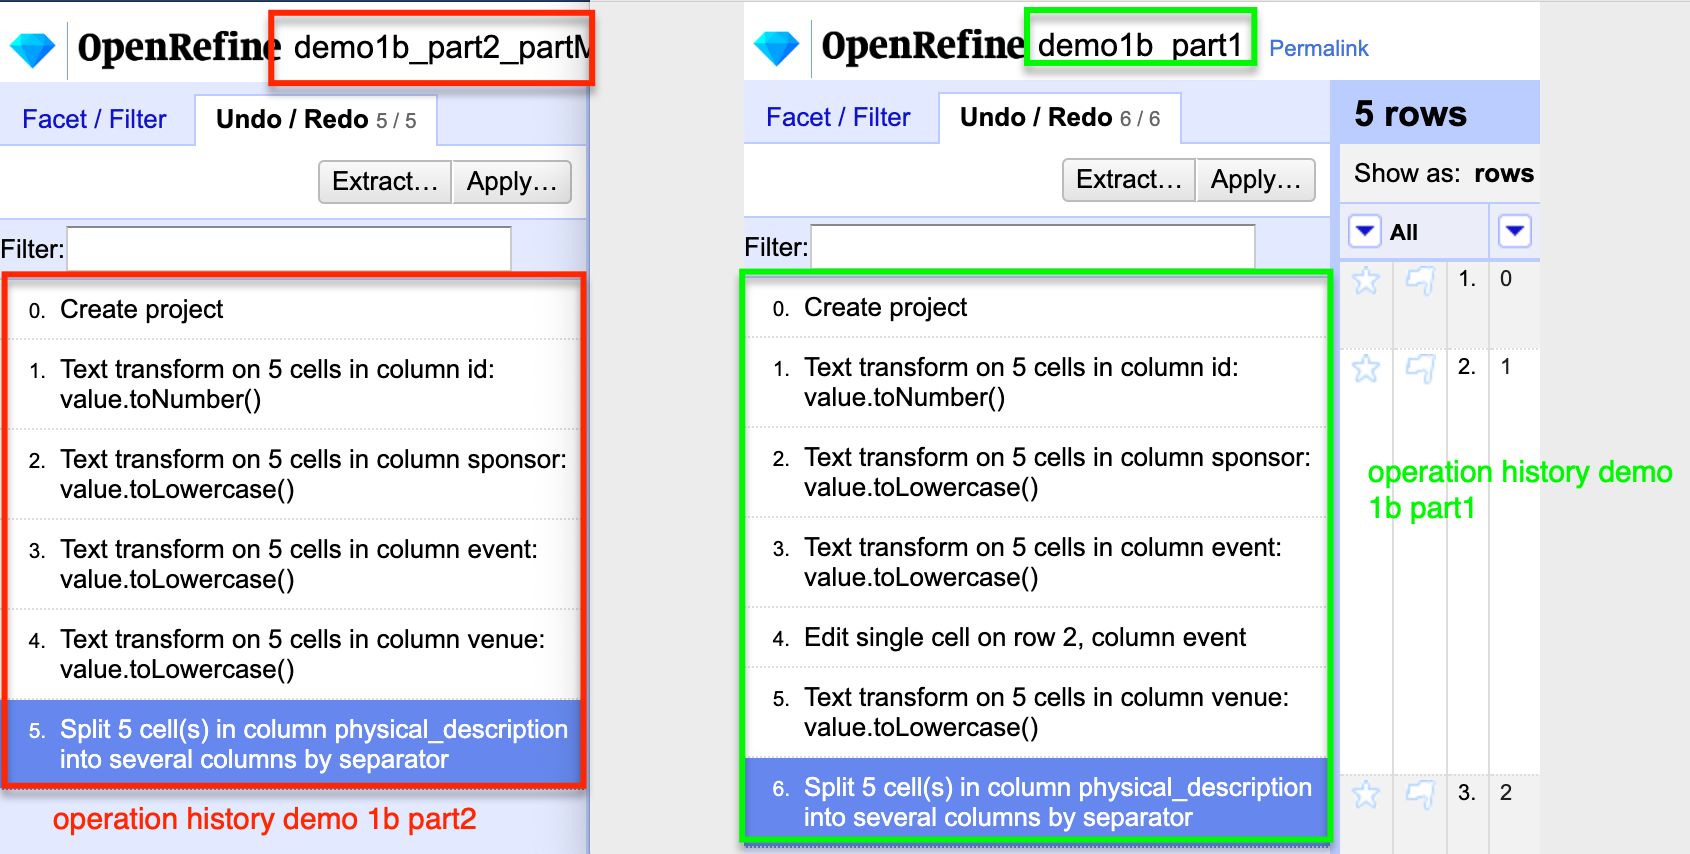 OpenRefine demo1b_part2_partM
Facet / Filter Undo / Redo 5 / 5
Extract... Apply...
Filter:
0. Create project
1. Text transform on 5 cells in column id:
value.toNumber()
2. Text transform on 5 cells in column sponsor:
value.toLowercase()
3. Text transform on 5 cells in column event:
value.toLowercase()
4. Text transform on 5 cells in column venue:
value.toLowercase()
5. Split 5 cell(s) in column physical_description
into several columns by separator
operation history demo 1b part2
OpenRefine demo1b_part1 Permalink
Facet / Filter Undo / Redo 6 / 6
Extract... Apply...
Filter:
0. Create project
1. Text transform on 5 cells in column id:
value.toNumber()
2. Text transform on 5 cells in column sponsor:
value.toLowercase()
3. Text transform on 5 cells in column event:
value.toLowercase()
4. Edit single cell on row 2, column event
5. Text transform on 5 cells in column venue:
value.toLowercase()
6. Split 5 cell(s) in column physical_description
into several columns by separator
5 rows
Show as: rows
All
1. 0
2. 1
operation history demo
1b part1
3. 2